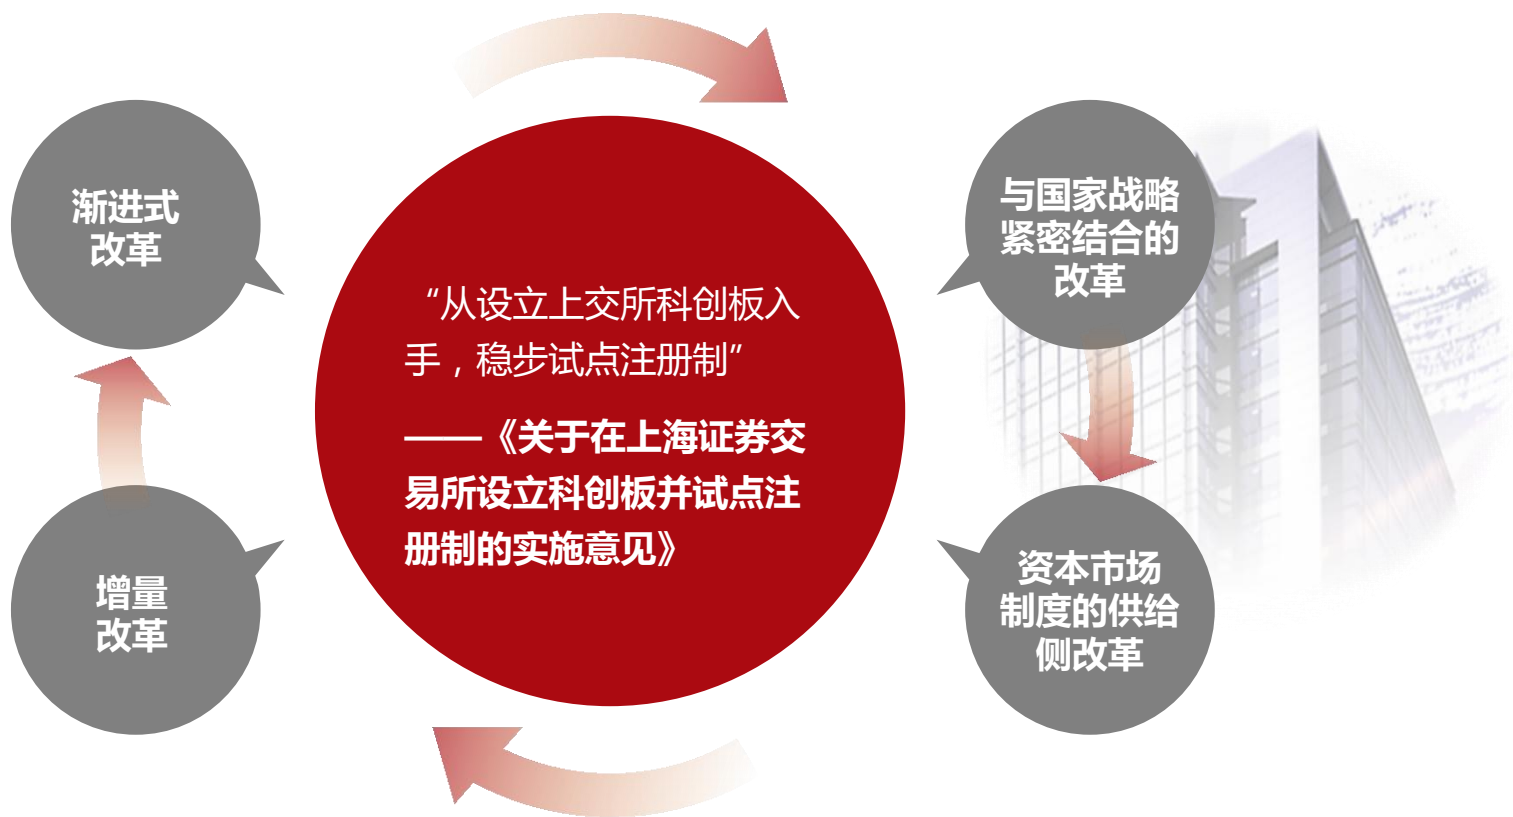 渐进式
改革
增量
改革
“从设立上交所科创板入
手，稳步试点注册制”
——《关于在上海证券交
易所设立科创板并试点注
册制的实施意见》
与国家战略
紧密结合的
改革
资本市场
制度的供给
侧改革